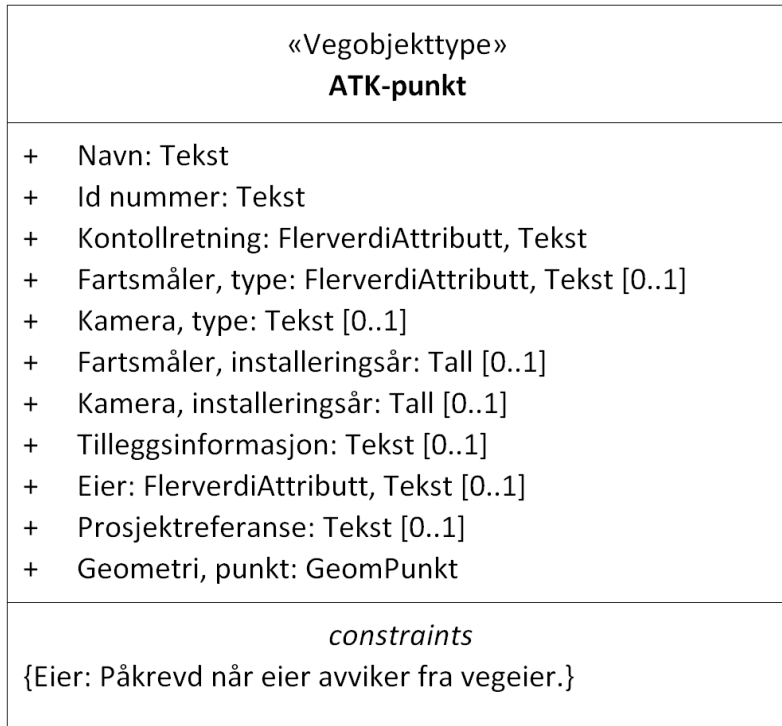 «Vegobjekttype»
ATK-punkt
+ Navn: Tekst
+ Id nummer: Tekst
+ Kontollretning: FlerverdiAttributt, Tekst
+ Fartsmåler, type: FlerverdiAttributt, Tekst [0..1]
+ Kamera, type: Tekst [0..1]
+ Fartsmåler, installeringsår: Tall [0..1]
+ Kamera, installeringsår: Tall [0..1]
+ Tilleggsinformasjon: Tekst [0..1]
+ Eier: FlerverdiAttributt, Tekst [0..1]
+ Prosjektreferanse: Tekst [0..1]
+ Geometri, punkt: GeomPunkt
constraints
{Eier: Påkrevd når eier avviker fra vegeier.}